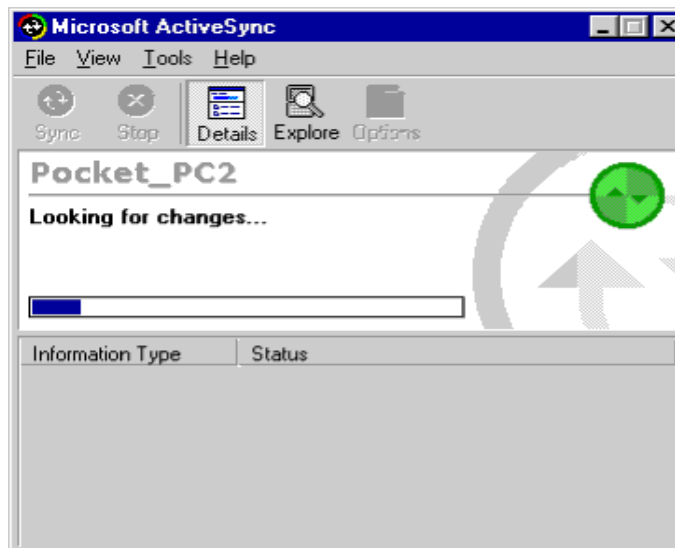 Microsoft ActiveSync
File View Tools Help
Sync Stop Details Explore Options
Pocket_PC2
Looking for changes...
Information Type Status